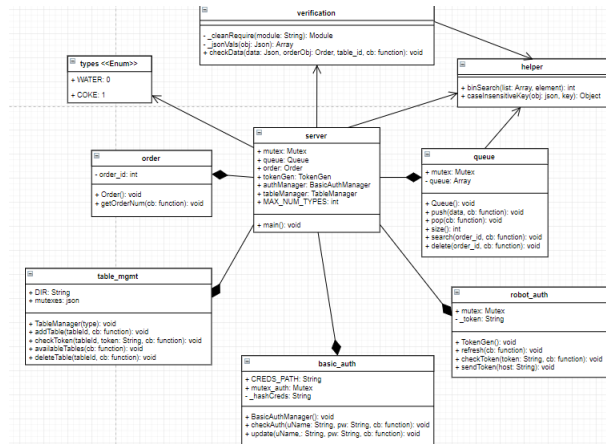 verification
- _cleanRequire(module: String): Module
- _jsonVals(obj: Json): Array
+ checkData(data: Json, orderObj: Order, table_id, cb: function): void
types <<Enum>>
+ WATER: 0
+ COKE: 1
helper
+ binSearch(list: Array, element): int
+ caseInsensitiveKey(obj: json, key): Object
server
+ mutex: Mutex
+ queue: Queue
+ order: Order
+ tokenGen: TokenGen
+ authManager: BasicAuthManager
+ tableManager: TableManager
+ MAX_NUM_TYPES: int
+ main(): void
order
- order_id: int
+ Order(): void
+ getOrderNum(cb: function): void
queue
+ mutex: Mutex
- queue: Array
+ Queue(): void
+ push(data, cb: function): void
+ pop(cb: function): void
+ size(): int
+ search(order_id, cb: function): void
+ delete(order_id, cb: function): void
table_mgmt
+ DIR: String
+ mutexes: json
+ TableManager(type): void
+ addTable(tableId, cb: function): void
+ checkToken(tableId, token: String, cb: function): void
+ availableTables(cb: function): void
+ deleteTable(tableId, cb: function): void
robot_auth
+ mutex: Mutex
- _token: String
+ TokenGen(): void
+ refresh(cb: function): void
+ checkToken(token: String, cb: function): void
+ sendToken(host: String): void
basic_auth
+ CREDS_PATH: String
+ mutex_auth: Mutex
- _hashCreds: String
+ BasicAuthManager(): void
+ checkAuth(uName: String, pw: String, cb: function): void
+ update(uName,: String, pw: String, cb: function): void